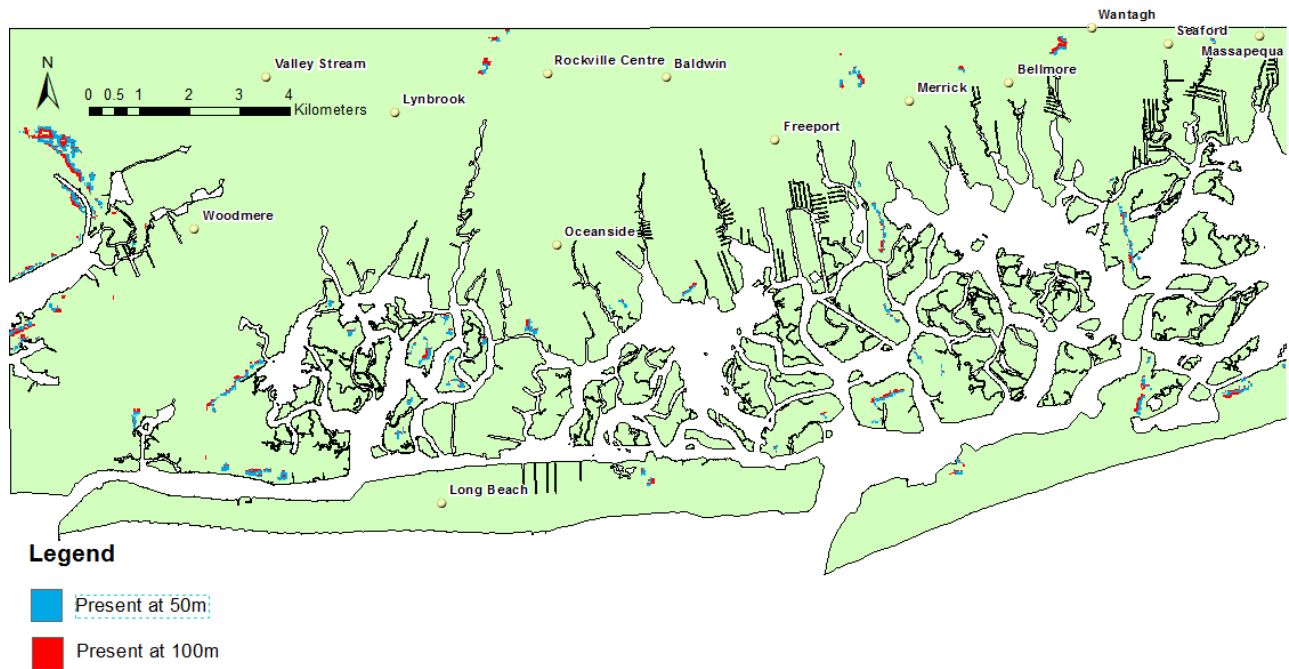 Wantagh
Seaford
Massapequa
N
Valley Stream
Rockville Centre
Baldwin
Bellmore
0 0.5 1 2 3 4
Kilometers
Lynbrook
Merrick
Freeport
Woodmere
Oceanside
Long Beach
Legend
Present at 50m
Present at 100m